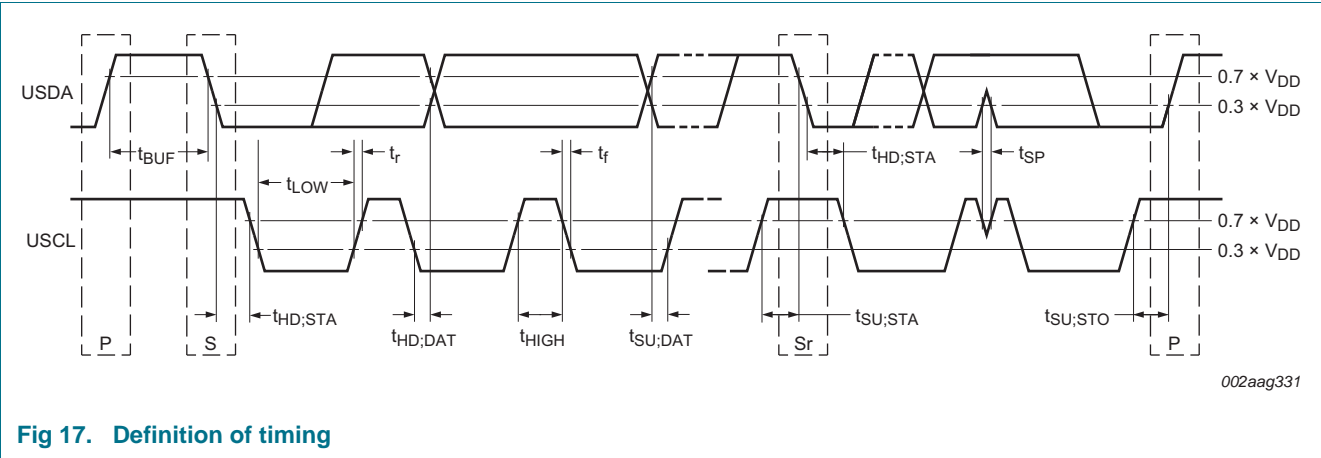 USDA
0.7 × VDD
0.3 × VDD
tBUF
tLOW
tr
tf
tHD;STA
tSP
USCL
0.7 × VDD
0.3 × VDD
tHD;STA
tHD;DAT
tHIGH
tSU;DAT
tSU;STA
tSU;STO
P
S
Sr
P
002aag331
Fig 17. Definition of timing